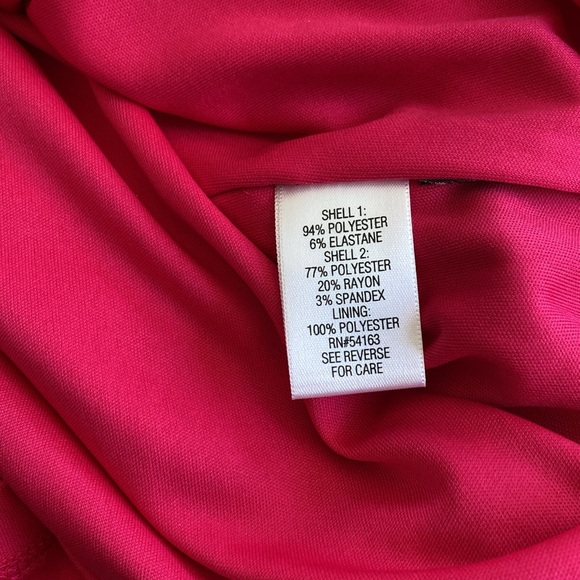 SHELL 1:
94% POLYESTER
6% ELASTANE
SHELL 2:
77% POLYESTER
20% RAYON
3% SPANDEX
LINING:
100% POLYESTER
RN#54163
SEE REVERSE
FOR CARE